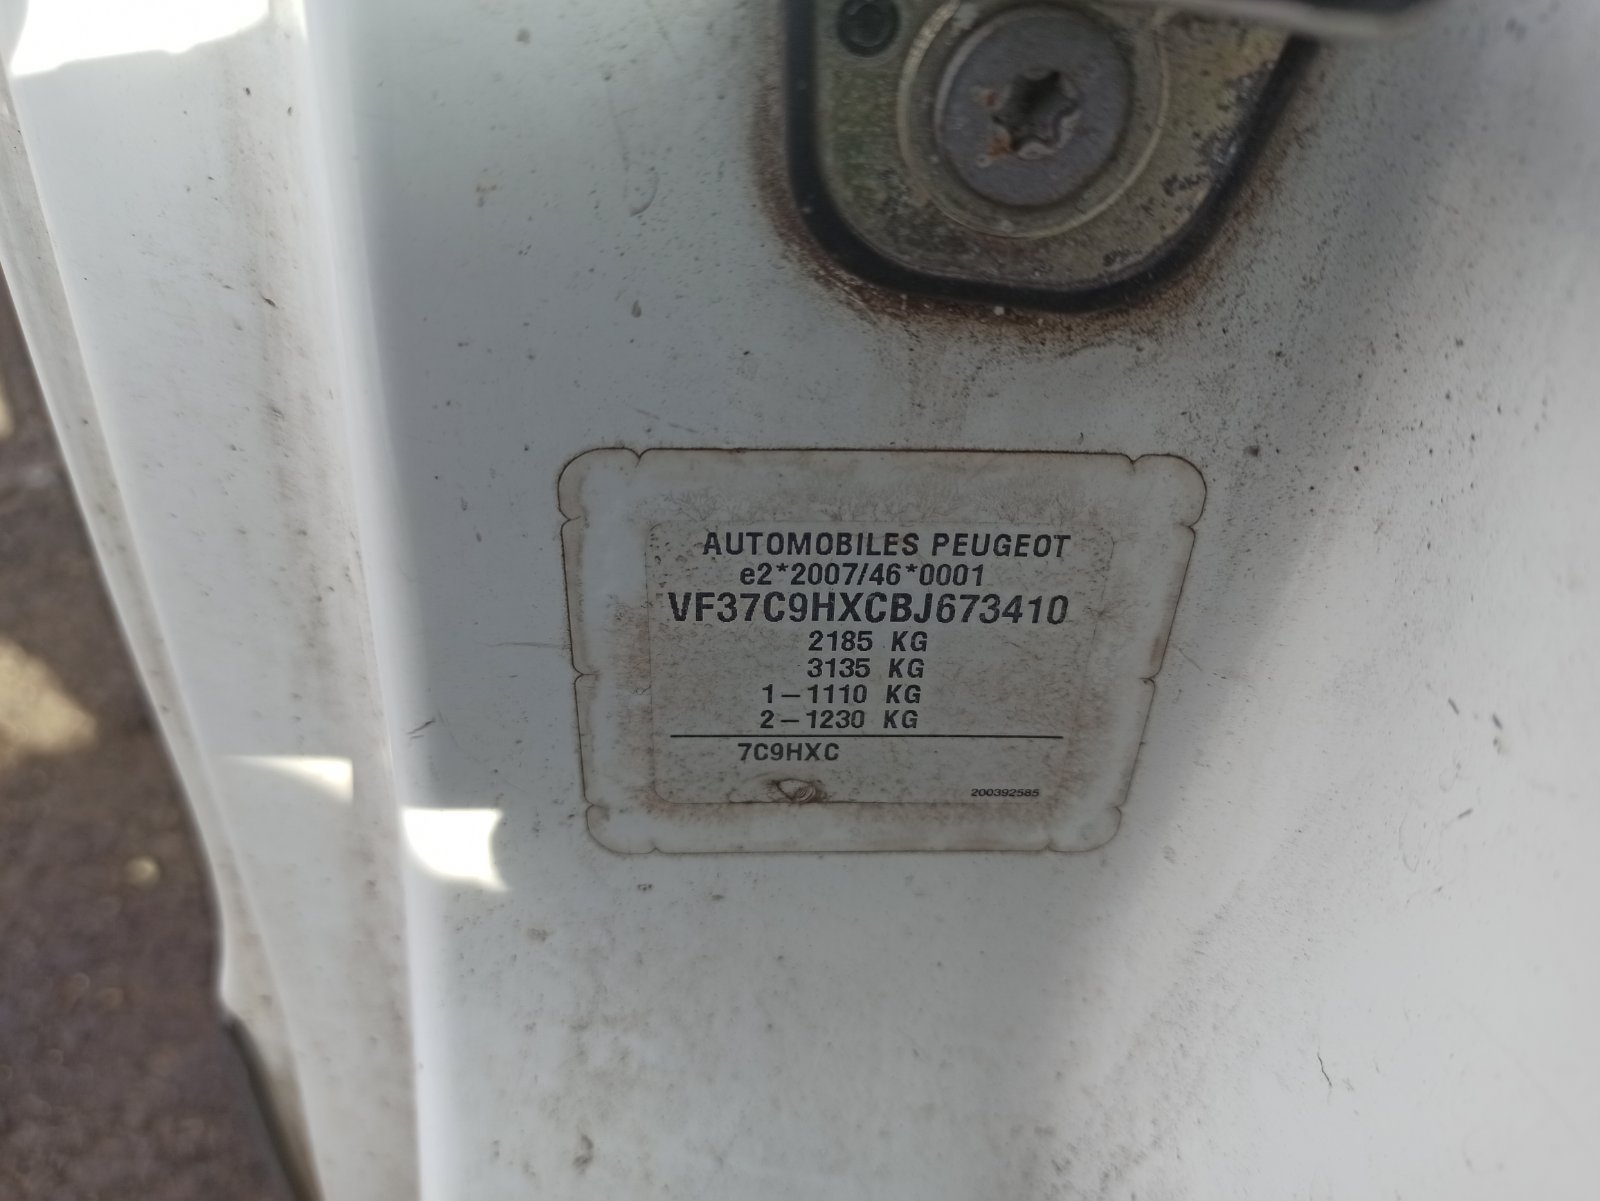 AUTOMOBILES PEUGEOT
e2*2007/46*0001
VF37C9HXCBJ673410
2185 KG
3135 KG
1-1110 KG
2-1230 KG
7C9HXC
200392585